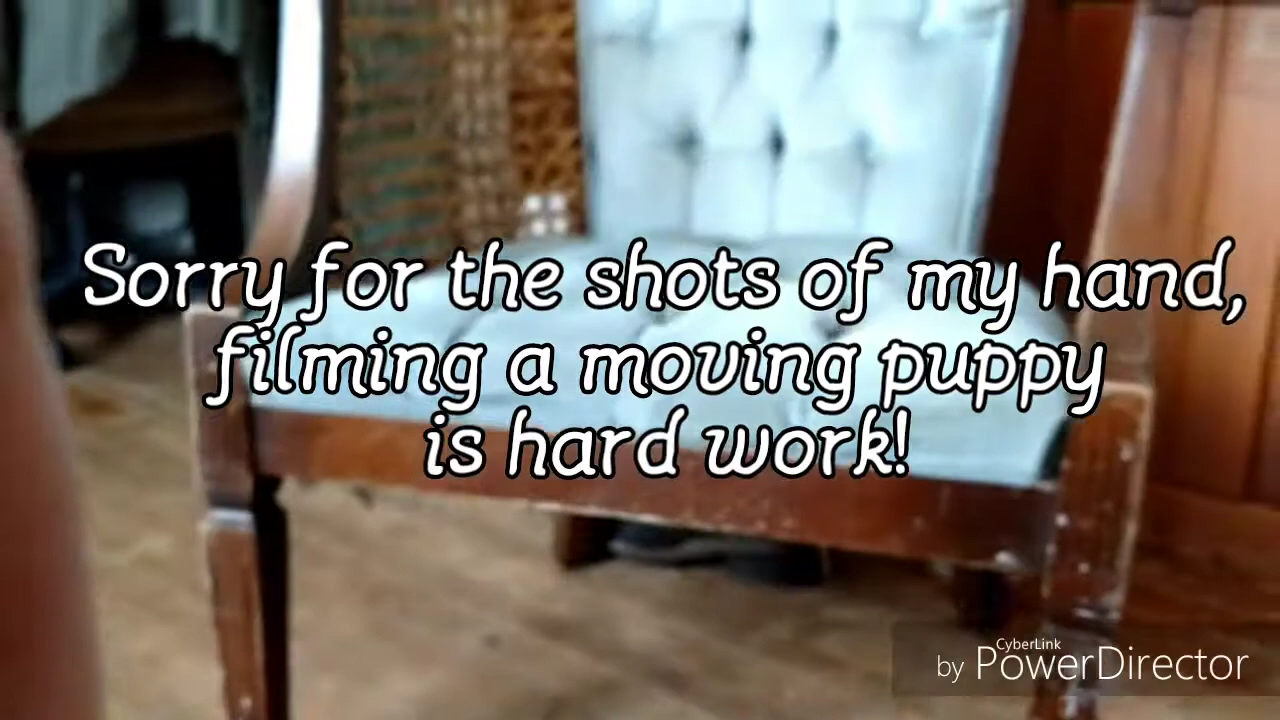 Sorry for the shots of my hand,
filming a moving puppy
is hard work!
CyberLink
by PowerDirector